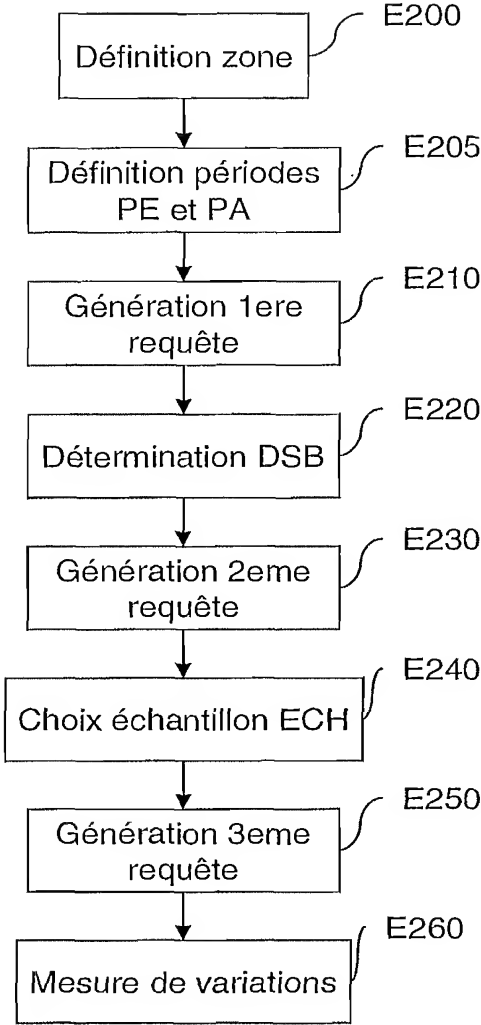 E200
Définition zone
E205
Définition périodes
PE et PA
E210
Génération 1ere
requête
E220
Détermination DSB
E230
Génération 2eme
requête
E240
Choix échantillon ECH
E250
Génération 3eme
requête
E260
Mesure de variations